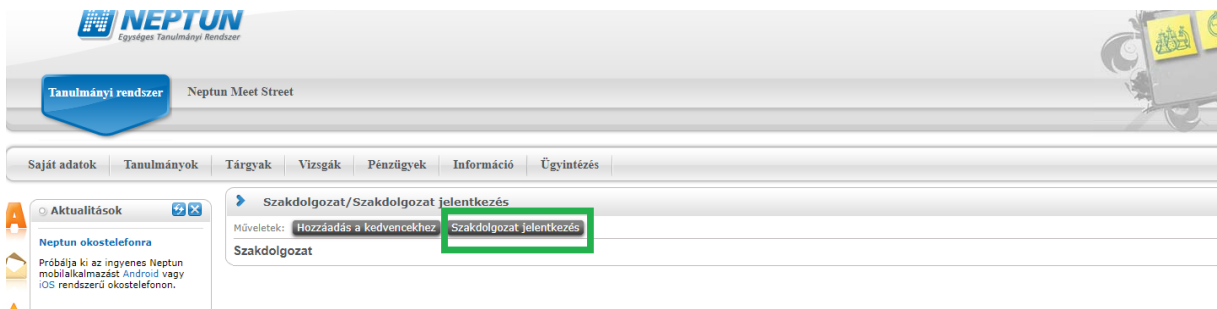 NEPTUN
Egységes Tanulmányi Rendszer
Tanulmányi rendszer Neptun Meet Street
Saját adatok Tanulmányok Tárgyak Vizsgák Pénzügyek Információ Ügyintézés
Aktualitások
Neptun okostelefonra
Próbálja ki az ingyenes Neptun
mobilalkalmazást Android vagy
iOS rendszerű okostelefonon.
Szakdolgozat/Szakdolgozat jelentkezés
Műveletek: Hozzáadás a kedvencekhez Szakdolgozat jelentkezés
Szakdolgozat